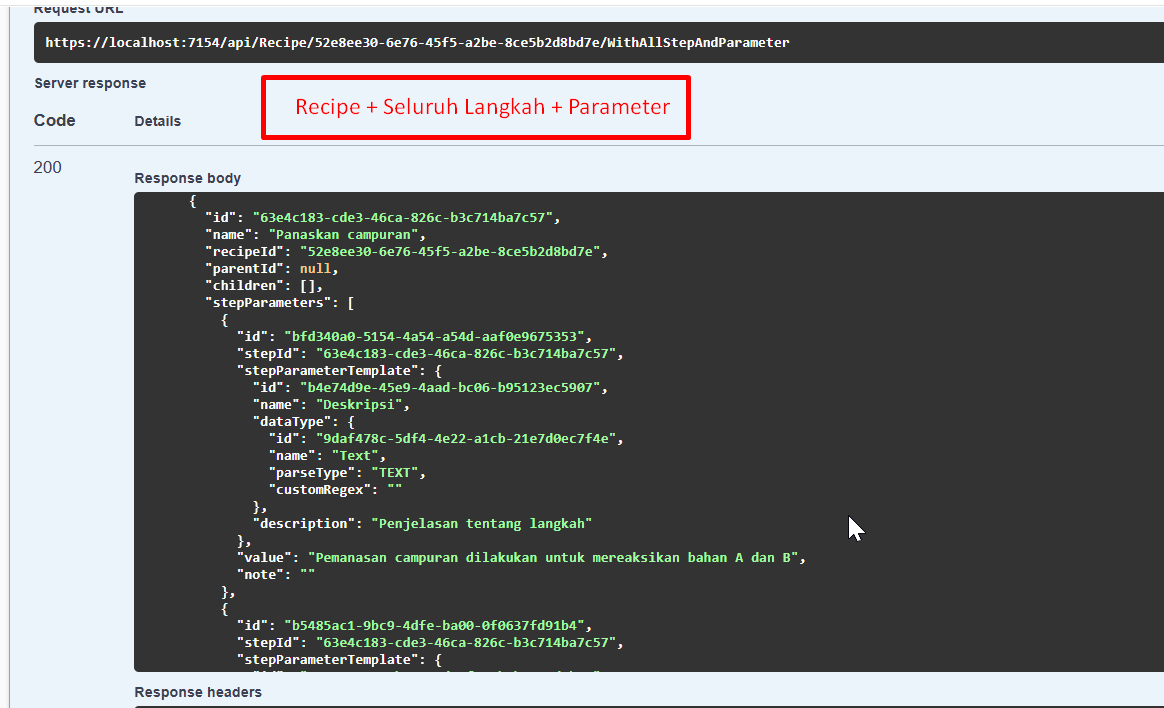 Request URL
https://localhost:7154/api/Recipe/52e8ee30-6e76-45f5-a2be-8ce5b2d8bd7e/WithAllStepAndParameter
Server response
Recipe + Seluruh Langkah + Parameter
Code Details
200
Response body
{
"id": "63e4c183-cde3-46ca-826c-b3c714ba7c57",
"name": "Panaskan campuran",
"recipeId": "52e8ee30-6e76-45f5-a2be-8ce5b2d8bd7e",
"parentId": null,
"children": [],
"stepParameters": [
{
"id": "bfd340a0-5154-4a54-a54d-aaf0e9675353",
"stepId": "63e4c183-cde3-46ca-826c-b3c714ba7c57",
"stepParameterTemplate": {
"id": "b4e74d9e-45e9-4aad-bc06-b95123ec5907",
"name": "Deskripsi",
"dataType": {
"id": "9daf478c-5df4-4e22-a1cb-21e7d0ec7f4e",
"name": "Text",
"parseType": "TEXT",
"customRegex": ""
},
"description": "Penjelasan tentang langkah"
},
"value": "Pemanasan campuran dilakukan untuk mereaksikan bahan A dan B",
"note": ""
},
{
"id": "b5485ac1-9bc9-4dfe-ba00-0f0637fd91b4",
"stepId": "63e4c183-cde3-46ca-826c-b3c714ba7c57",
"stepParameterTemplate": {
Response headers